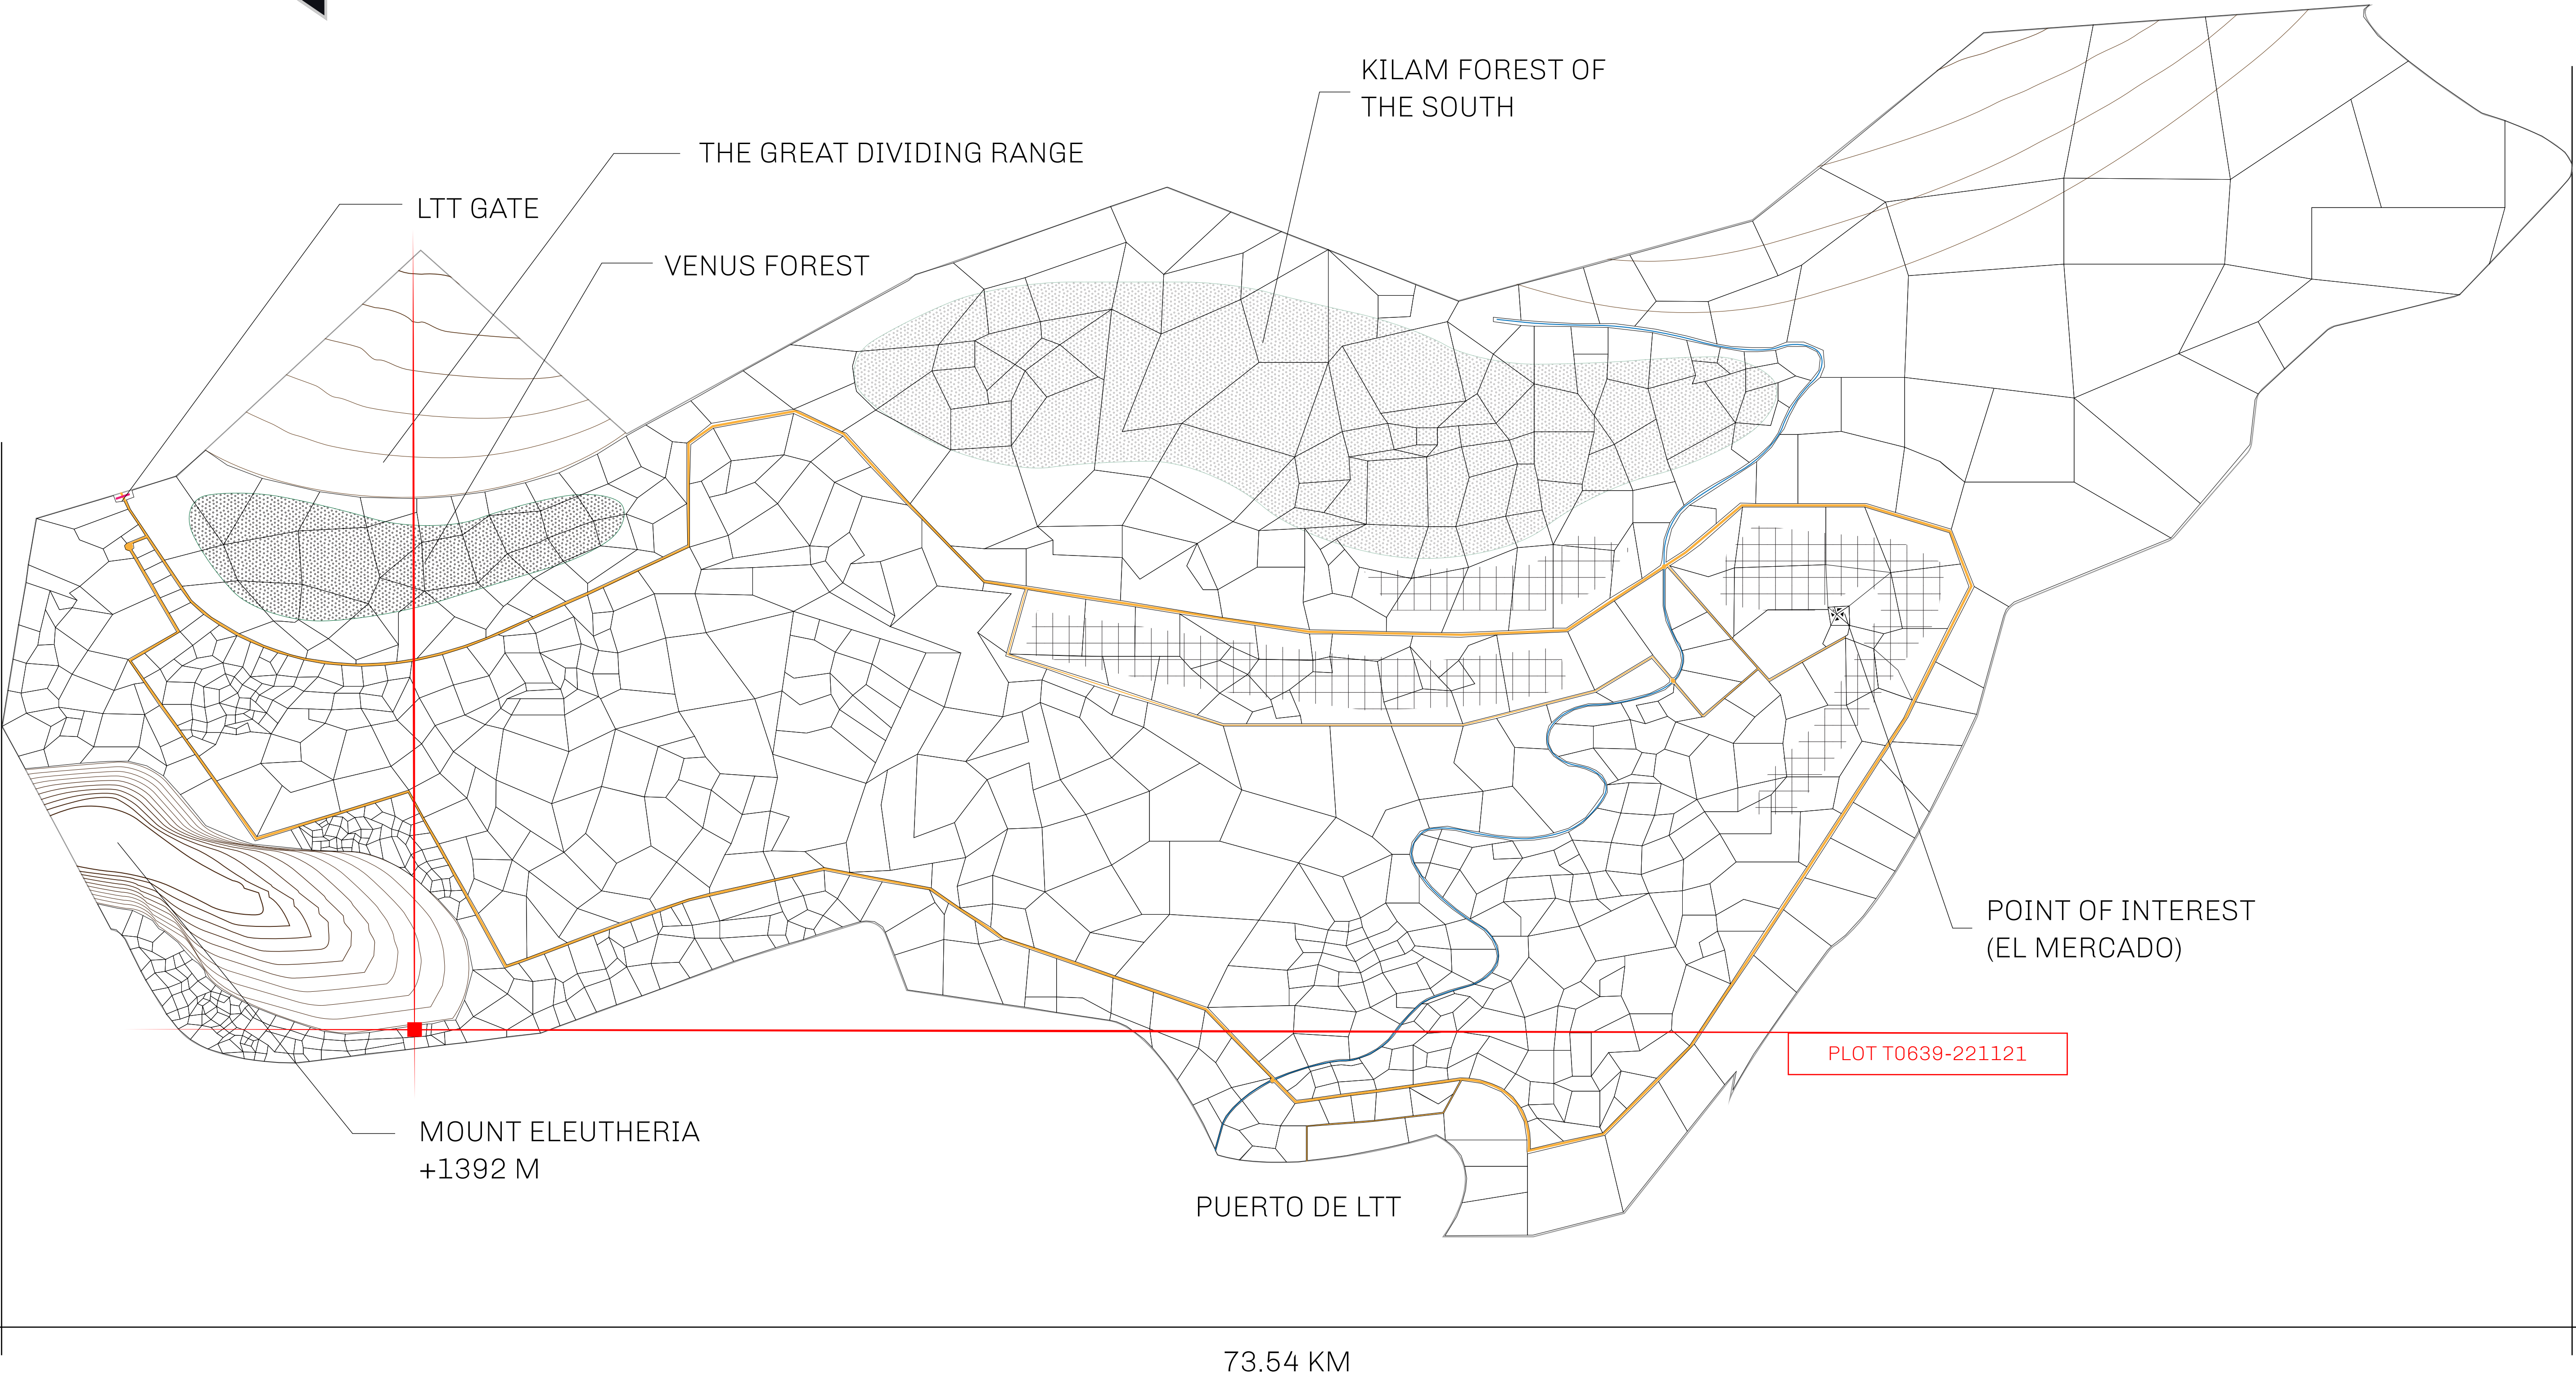 KILAM FOREST OF
THE SOUTH
THE GREAT DIVIDING RANGE
LTT GATE
VENUS FOREST
POINT OF INTEREST
(EL MERCADO)
PLOT T0639-221121
MOUNT ELEUTHERIA
+1392 M
PUERTO DE LTT
73.54 KM